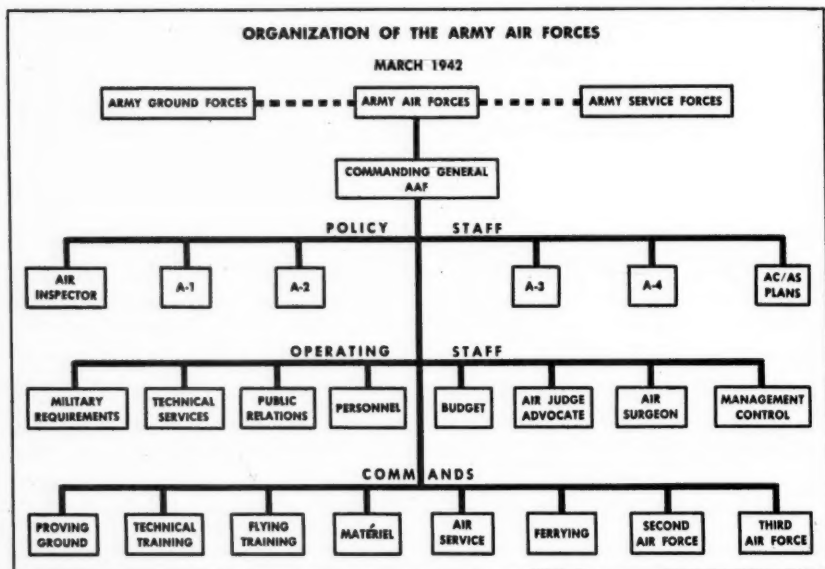 ORGANIZATION OF THE ARMY AIR FORCES
MARCH 1942
ARMY GROUND FORCES
ARMY AIR FORCES
ARMY SERVICE FORCES
COMMANDING GENERAL
AAF
POLICY STAFF
AIR
INSPECTOR
A-1
A-2
A-3
A-4
AC/AS
PLANS
OPERATING STAFF
MILITARY
REQUIREMENTS
TECHNICAL
SERVICES
PUBLIC
RELATIONS
PERSONNEL
BUDGET
AIR JUDGE
ADVOCATE
AIR
SURGEON
MANAGEMENT
CONTROL
COMMANDS
PROVING
GROUND
TECHNICAL
TRAINING
FLYING
TRAINING
MATÉRIEL
AIR
SERVICE
FERRYING
SECOND
AIR FORCE
THIRD
AIR FORCE